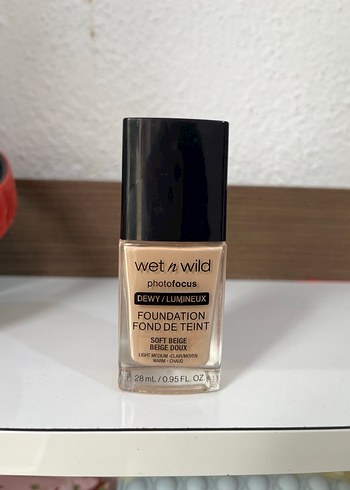 wet n wild
photofocus
DEWY / LUMINEUX
FOUNDATION
FOND DE TEINT
SOFT BEIGE
BEIGE DOUX
LIGHT MEDIUM • CLAIR/MOYEN
WARM • CHAUD
28 mL / 0.95 FL. OZ.